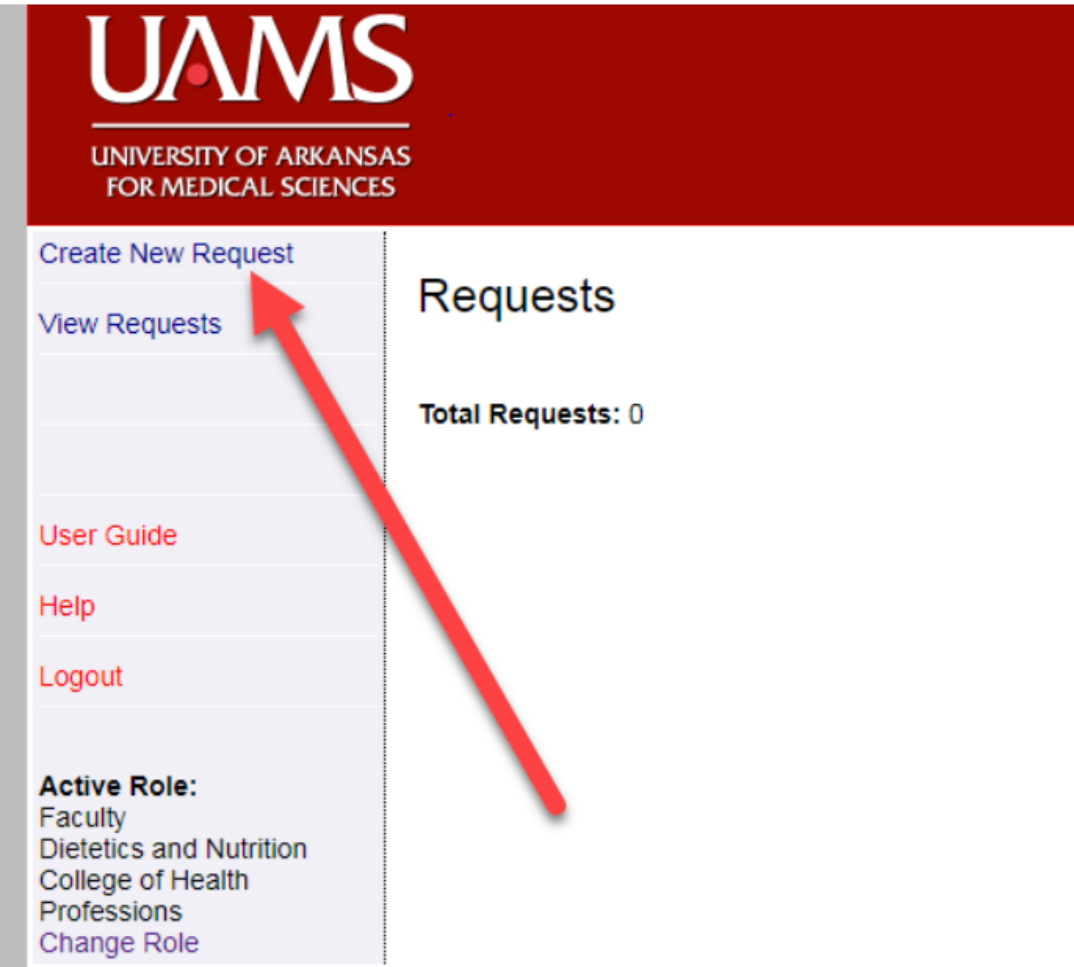 UAMS
UNIVERSITY OF ARKANSAS
FOR MEDICAL SCIENCES
Create New Request
View Requests
User Guide
Help
Logout
Active Role:
Faculty
Dietetics and Nutrition
College of Health
Professions
Change Role
Requests
Total Requests: 0